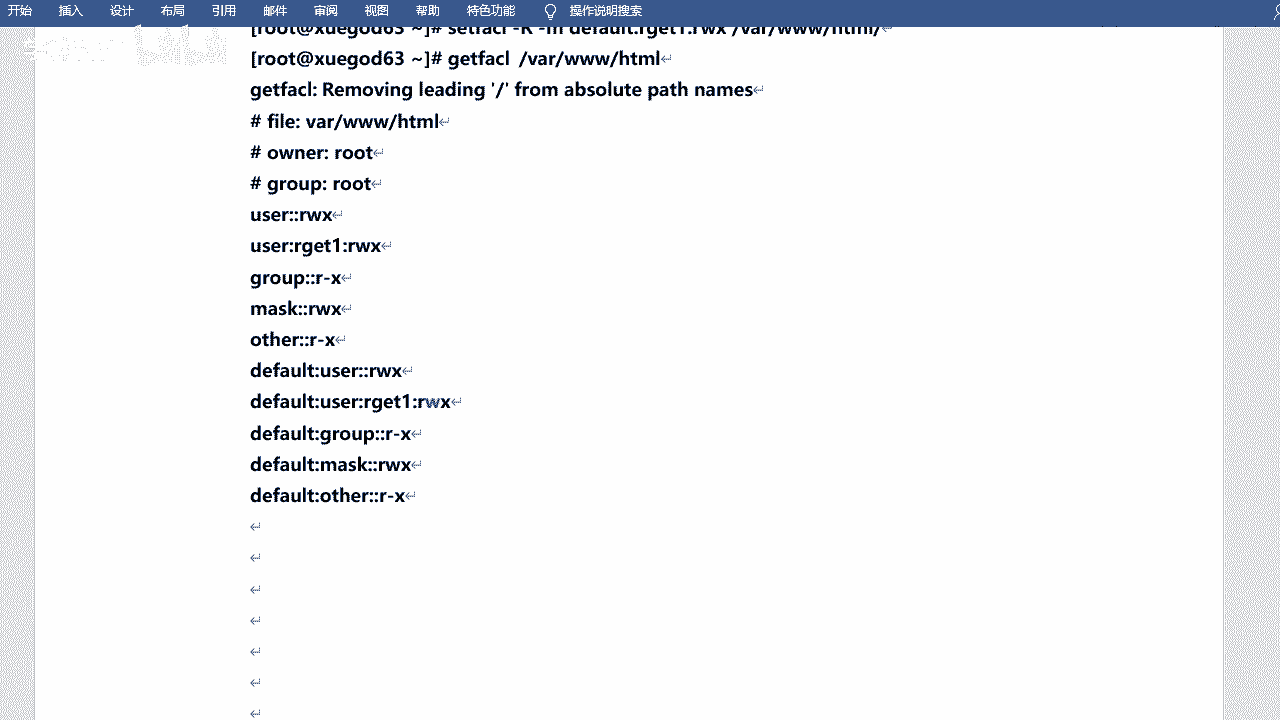 开始 插入 设计 布局 引用 邮件 审阅 视图 帮助 特色功能 操作说明搜索
[root@xuegod63 ~]# setfacl -R -m default:rget1:rwx /var/www/html/
[root@xuegod63 ~]# getfacl /var/www/html
getfacl: Removing leading '/' from absolute path names
# file: var/www/html
# owner: root
# group: root
user::rwx
user:rget1:rwx
group::r-x
mask::rwx
other::r-x
default:user::rwx
default:user:rget1:rwx
default:group::r-x
default:mask::rwx
default:other::r-x